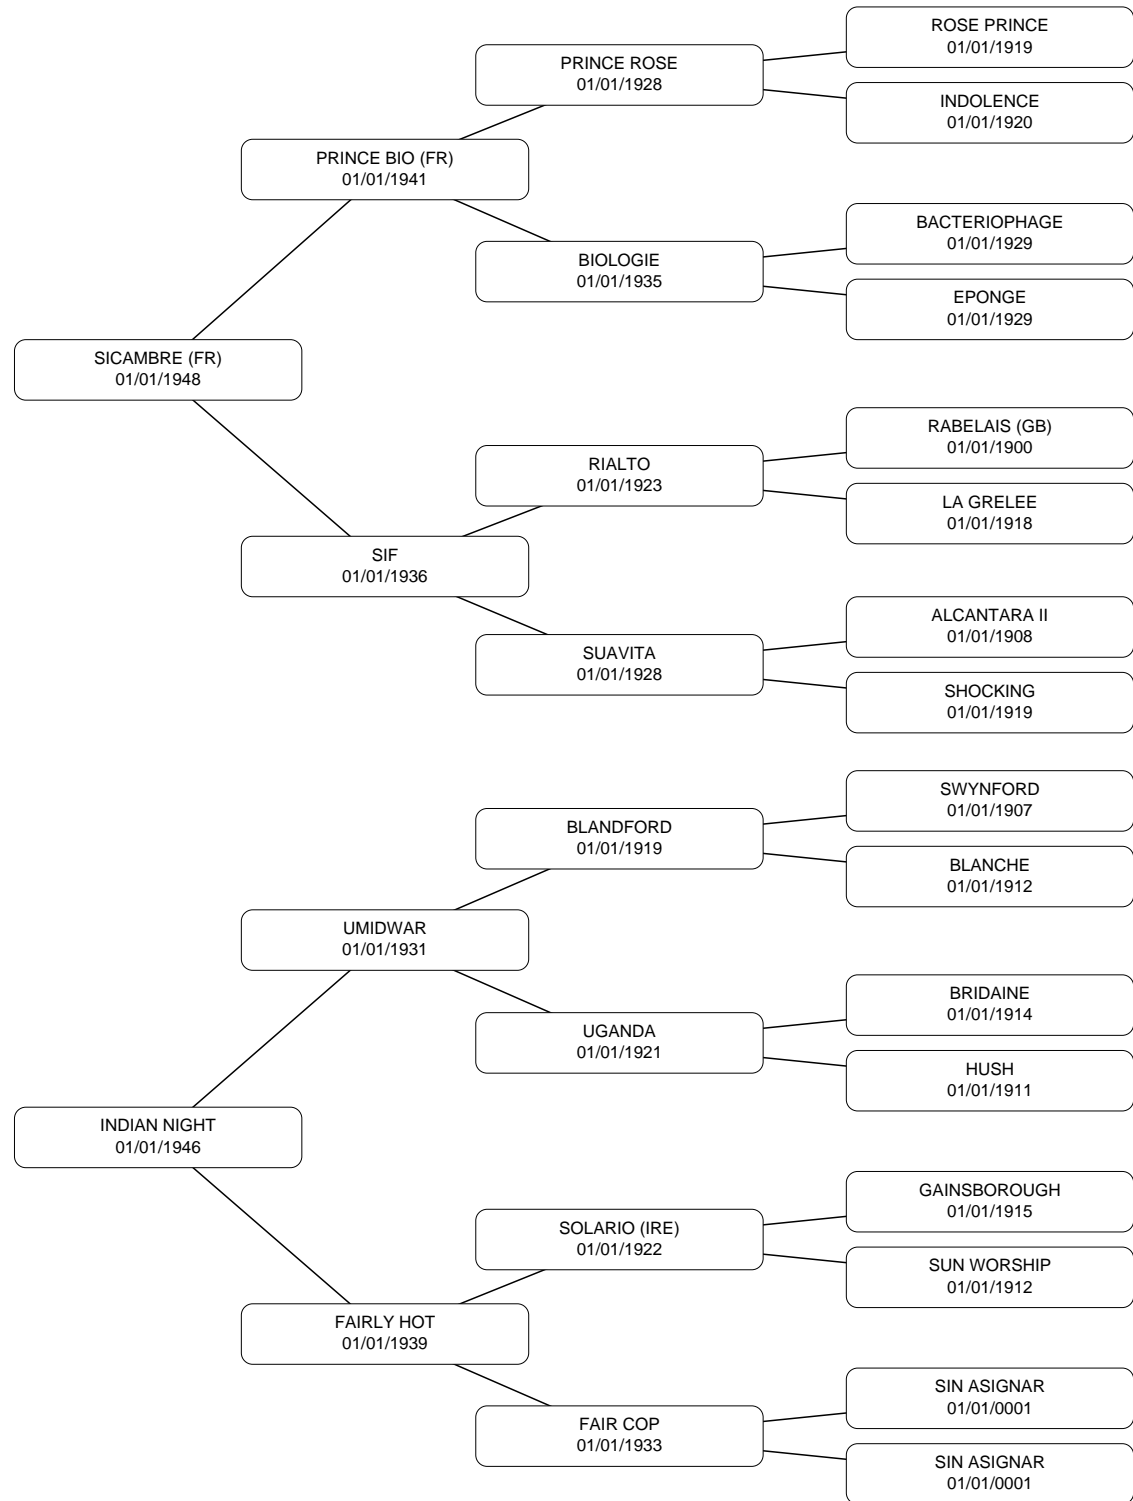 ROSE PRINCE
01/01/1919
PRINCE ROSE
01/01/1928
INDOLENCE
01/01/1920
PRINCE BIO (FR)
01/01/1941
BACTERIOPHAGE
01/01/1929
BIOLOGIE
01/01/1935
EPONGE
01/01/1929
SICAMBRE (FR)
01/01/1948
RABELAIS (GB)
01/01/1900
RIALTO
01/01/1923
LA GRELEE
01/01/1918
SIF
01/01/1936
ALCANTARA II
01/01/1908
SUAVITA
01/01/1928
SHOCKING
01/01/1919
SWYNFORD
01/01/1907
BLANDFORD
01/01/1919
BLANCHE
01/01/1912
UMIDWAR
01/01/1931
BRIDAINE
01/01/1914
UGANDA
01/01/1921
HUSH
01/01/1911
INDIAN NIGHT
01/01/1946
GAINSBOROUGH
01/01/1915
SOLARIO (IRE)
01/01/1922
SUN WORSHIP
01/01/1912
FAIRLY HOT
01/01/1939
SIN ASIGNAR
01/01/0001
FAIR COP
01/01/1933
SIN ASIGNAR
01/01/0001